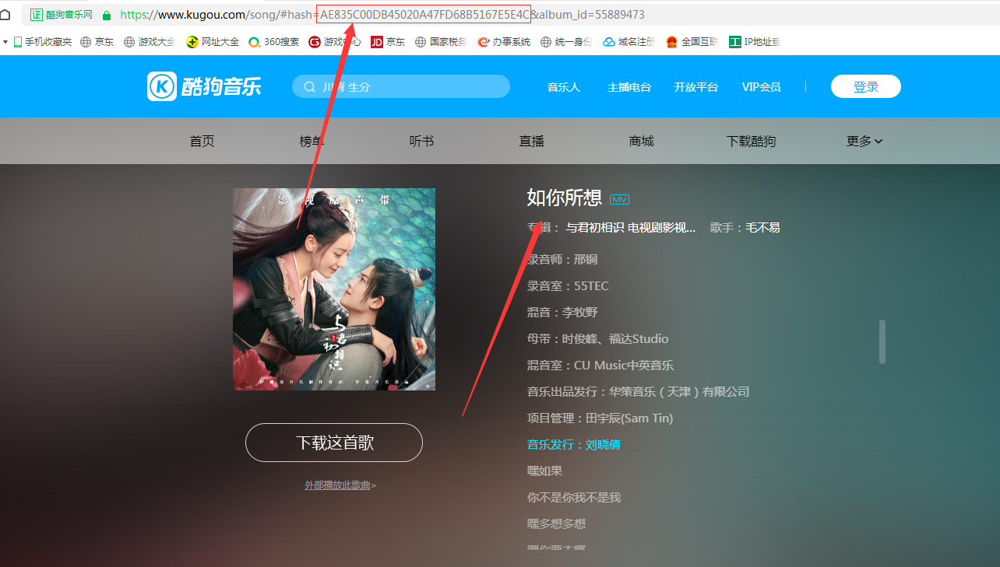 证 酷狗音乐网 https://www.kugou.com/song/#hash=AE835C00DB45020A47FD68B5167E5E4C&album_id=55889473
手机收藏夹 京东 游戏大全 网址大全 360搜索 游戏中心 JD 京东 国家税务 办事系统 统一身份 域名注册 全国互联 IP地址查
K 酷狗音乐 川青 生分 音乐人 主播电台 开放平台 VIP会员 登录
首页 榜单 听书 直播 商城 下载酷狗 更多
影视原声带
与君初相识
如你所想 MV
专辑： 与君初相识 电视剧影视... 歌手：毛不易
录音师：邢铜
录音室：55TEC
混音：李牧野
母带：时俊峰、福达Studio
混音室：CU Music中英音乐
音乐出品发行：华策音乐（天津）有限公司
项目管理：田宇辰(Sam Tin)
音乐发行：刘晓倩
嘿如果
你不是你我不是我
嘿多想多想
下载这首歌
外部播放此歌曲>